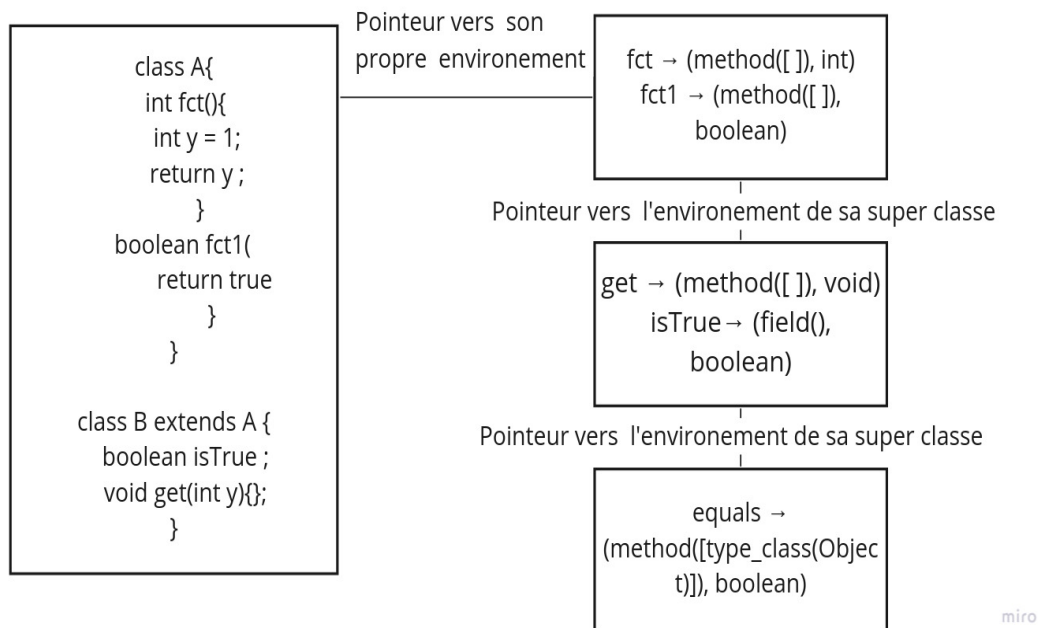 class A{
int fct(){
int y = 1;
return y ;
}
boolean fct1(
return true
}
}
class B extends A {
boolean isTrue ;
void get(int y){};
}
Pointeur vers son
propre environement
fct → (method([ ]), int)
fct1 → (method([ ]),
boolean)
Pointeur vers l'environement de sa super classe
get → (method([ ]), void)
isTrue→ (field(),
boolean)
Pointeur vers l'environement de sa super classe
equals →
(method([type_class(Objec
t)]), boolean)
miro